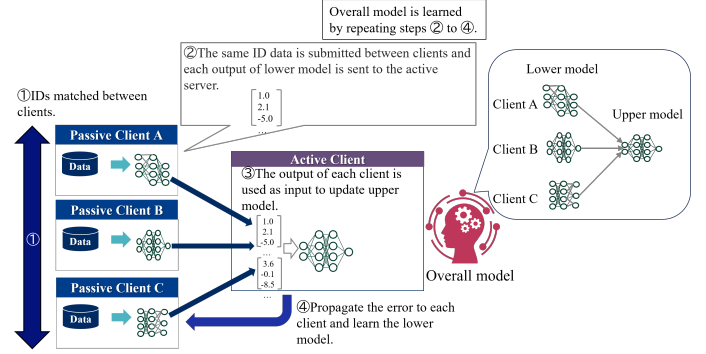 Overall model is learned
by repeating steps ② to ④.
②The same ID data is submitted between clients and
each output of lower model is sent to the active
server.
1.0
2.1
-5.0
…
①IDs matched between
clients.
①
Passive Client A
Data
Passive Client B
Data
Passive Client C
Data
Active Client
③The output of each client is
used as input to update upper
model.
1.0
2.1
-5.0
…
3.6
-0.1
-8.5
…
④Propagate the error to each
client and learn the lower
model.
Overall model
Lower model
Client A
Upper model
Client B
Client C